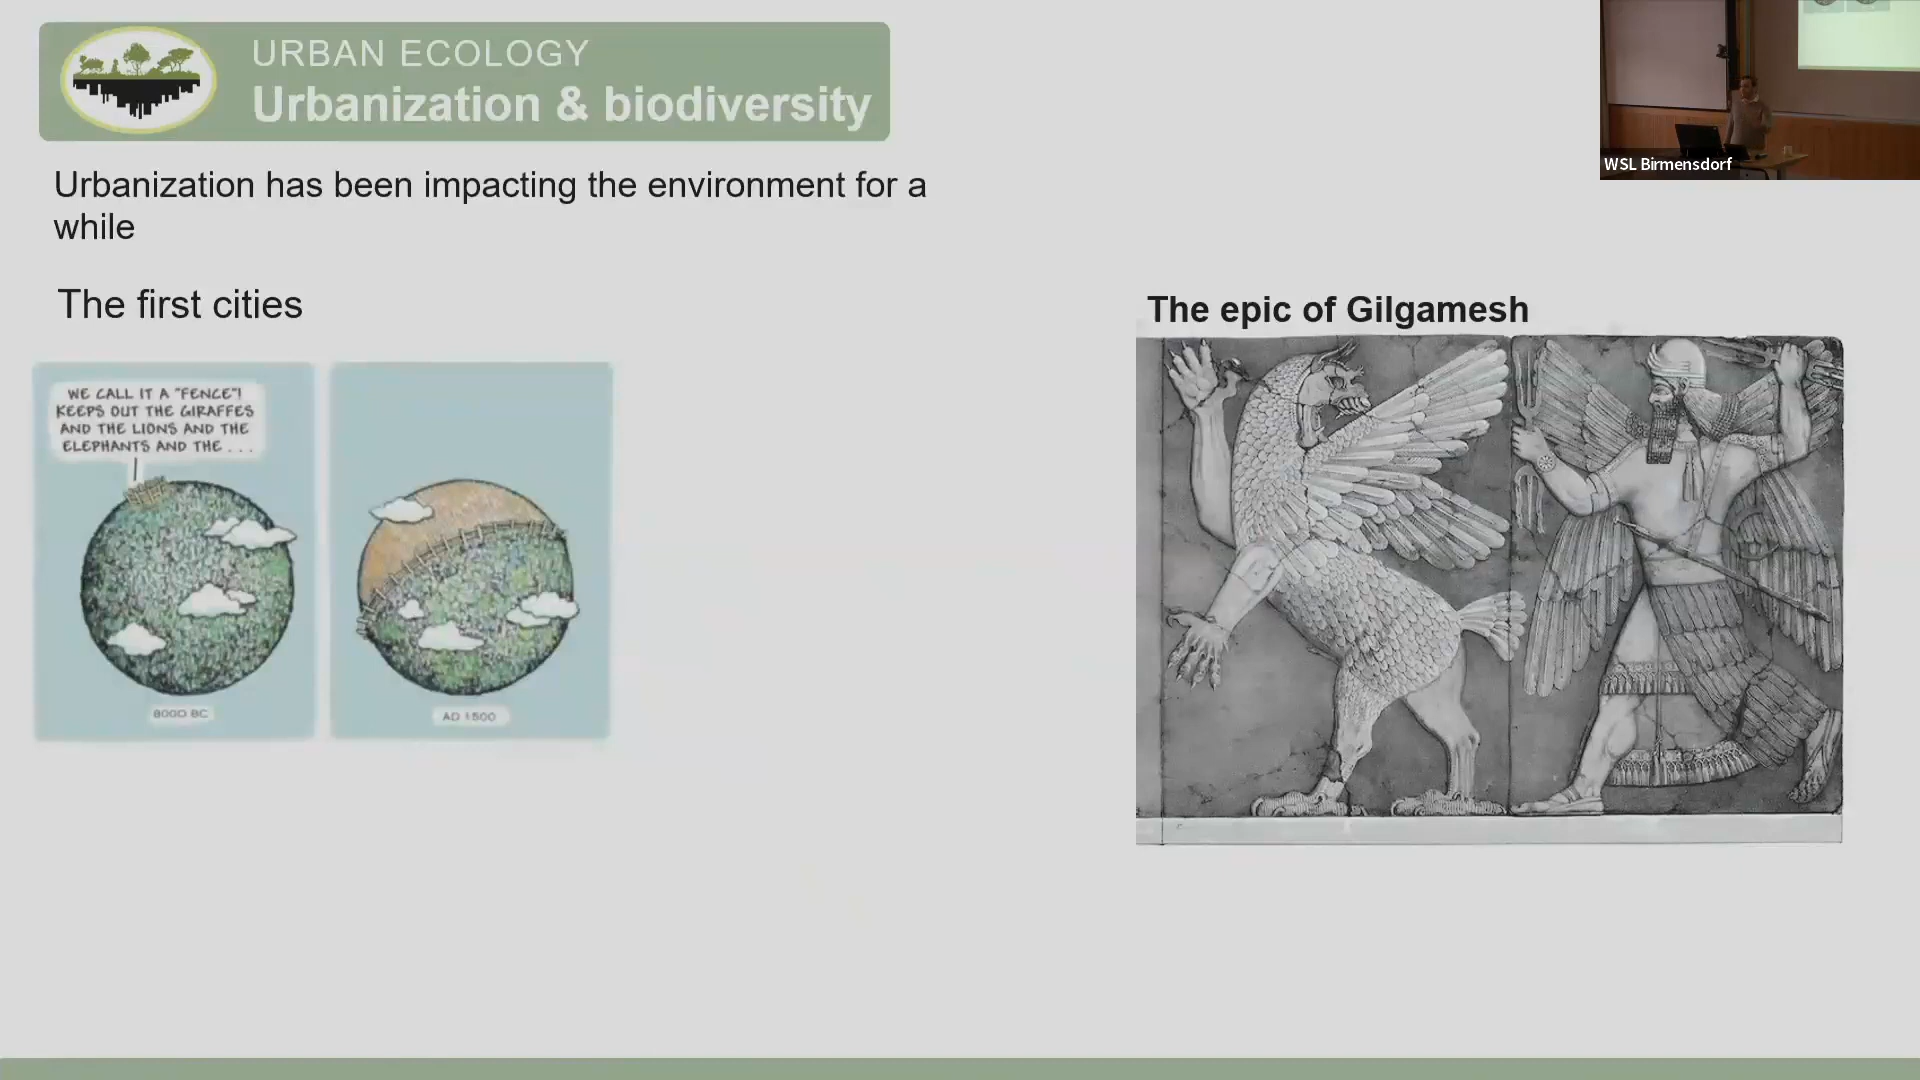 URBAN ECOLOGY
Urbanization & biodiversity
WSL Birmensdorf
Urbanization has been impacting the environment for a
while
The first cities
The epic of Gilgamesh
WE CALL IT A "FENCE"!
KEEPS OUT THE GIRAFFES
AND THE LIONS AND THE
ELEPHANTS AND THE . . .
8000 BC
AD 1500